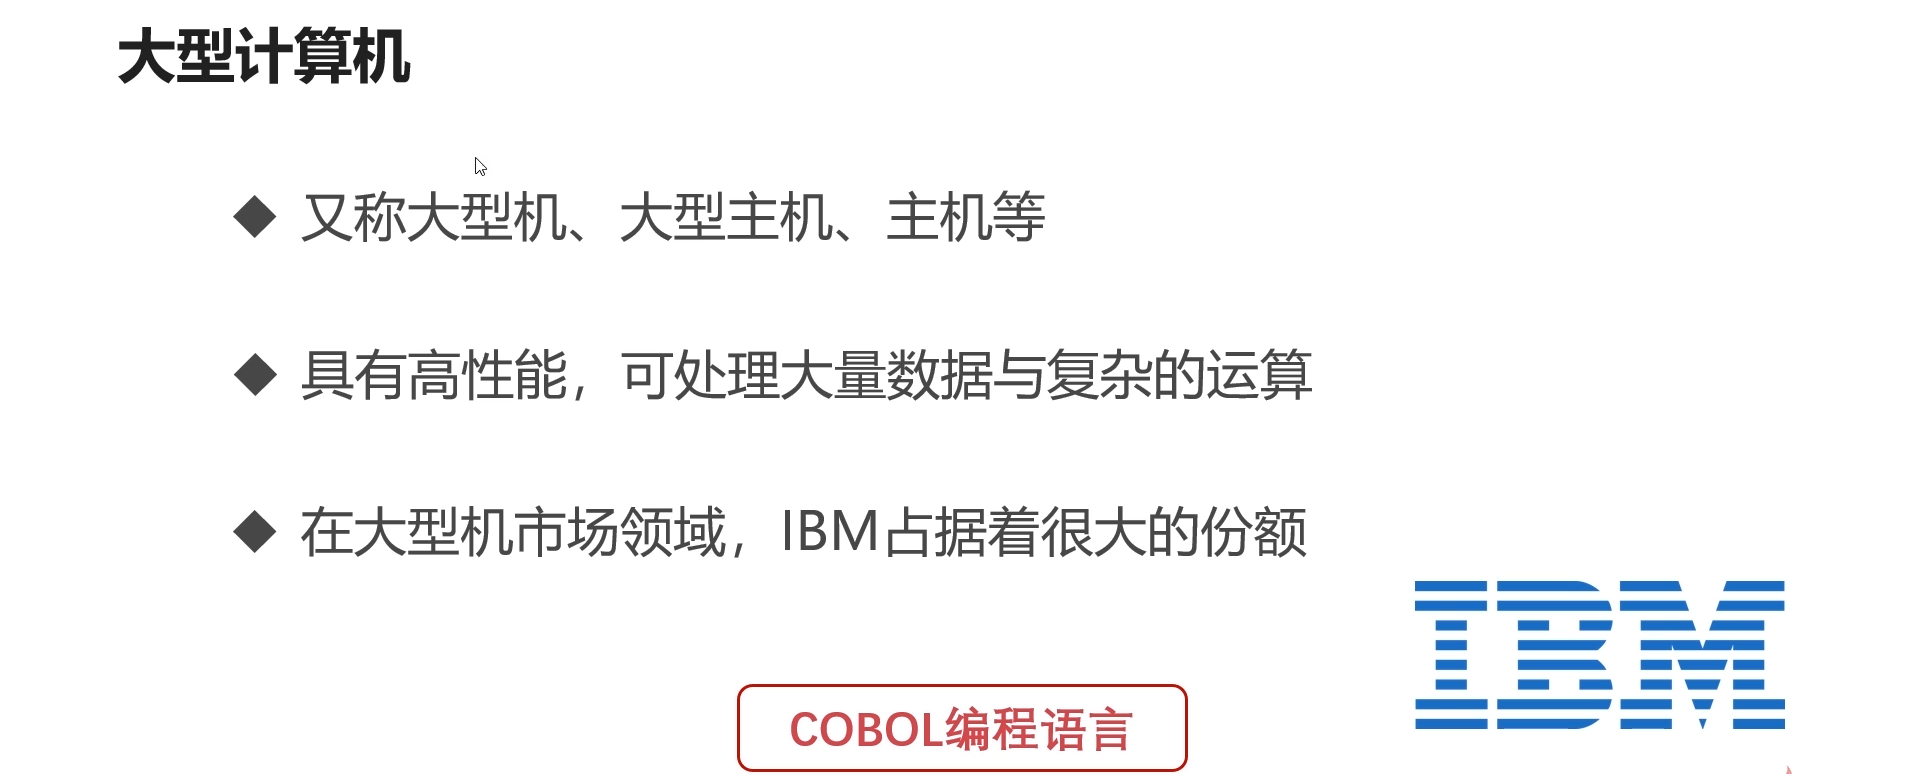 大型计算机
又称大型机、大型主机、主机等
具有高性能，可处理大量数据与复杂的运算
在大型机市场领域，IBM占据着很大的份额
IBM
COBOL编程语言